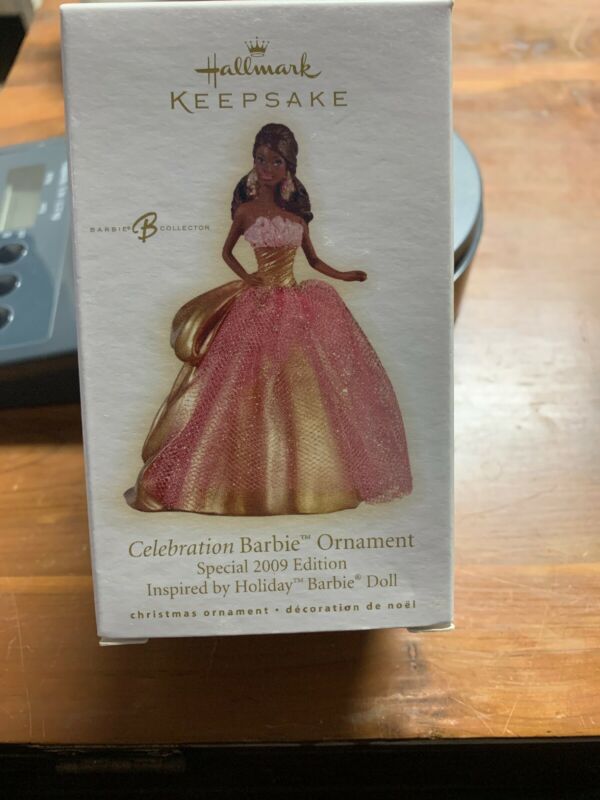 Hallmark
KEEPSAKE
BARBIE® B COLLECTOR
Celebration Barbie™ Ornament
Special 2009 Edition
Inspired by Holiday™ Barbie® Doll
christmas ornament • décoration de noël